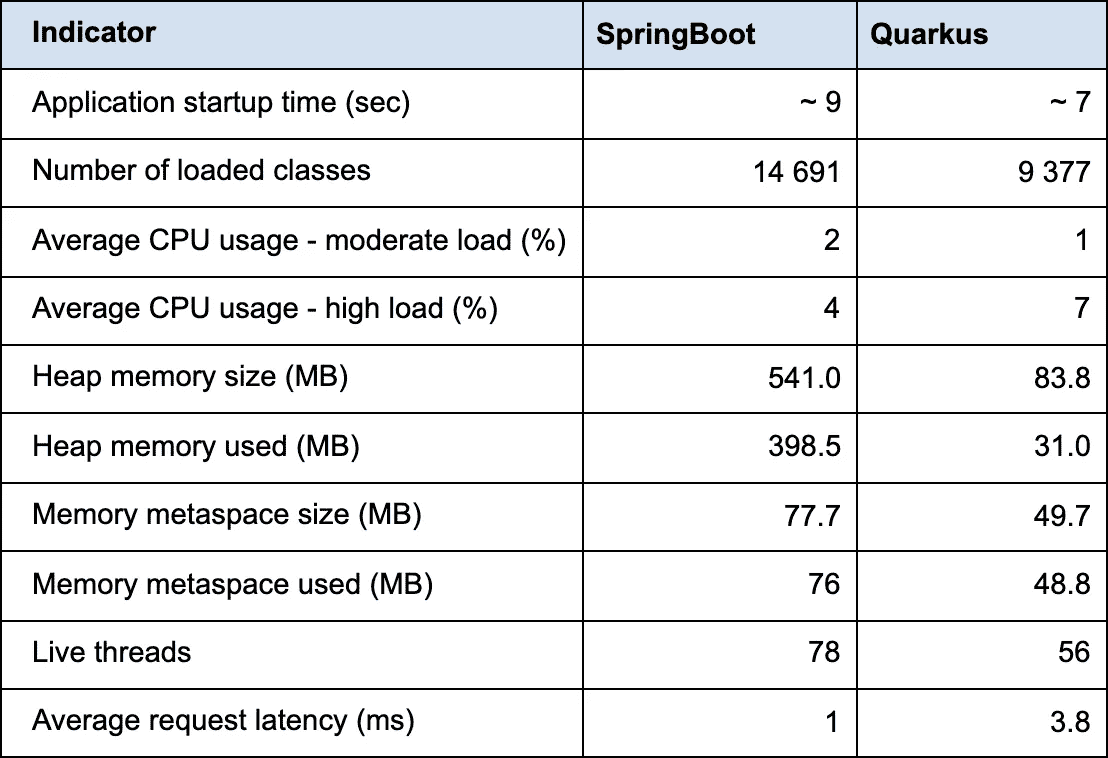 Indicator SpringBoot Quarkus
Application startup time (sec) ~ 9 ~ 7
Number of loaded classes 14 691 9 377
Average CPU usage - moderate load (%) 2 1
Average CPU usage - high load (%) 4 7
Heap memory size (MB) 541.0 83.8
Heap memory used (MB) 398.5 31.0
Memory metaspace size (MB) 77.7 49.7
Memory metaspace used (MB) 76 48.8
Live threads 78 56
Average request latency (ms) 1 3.8